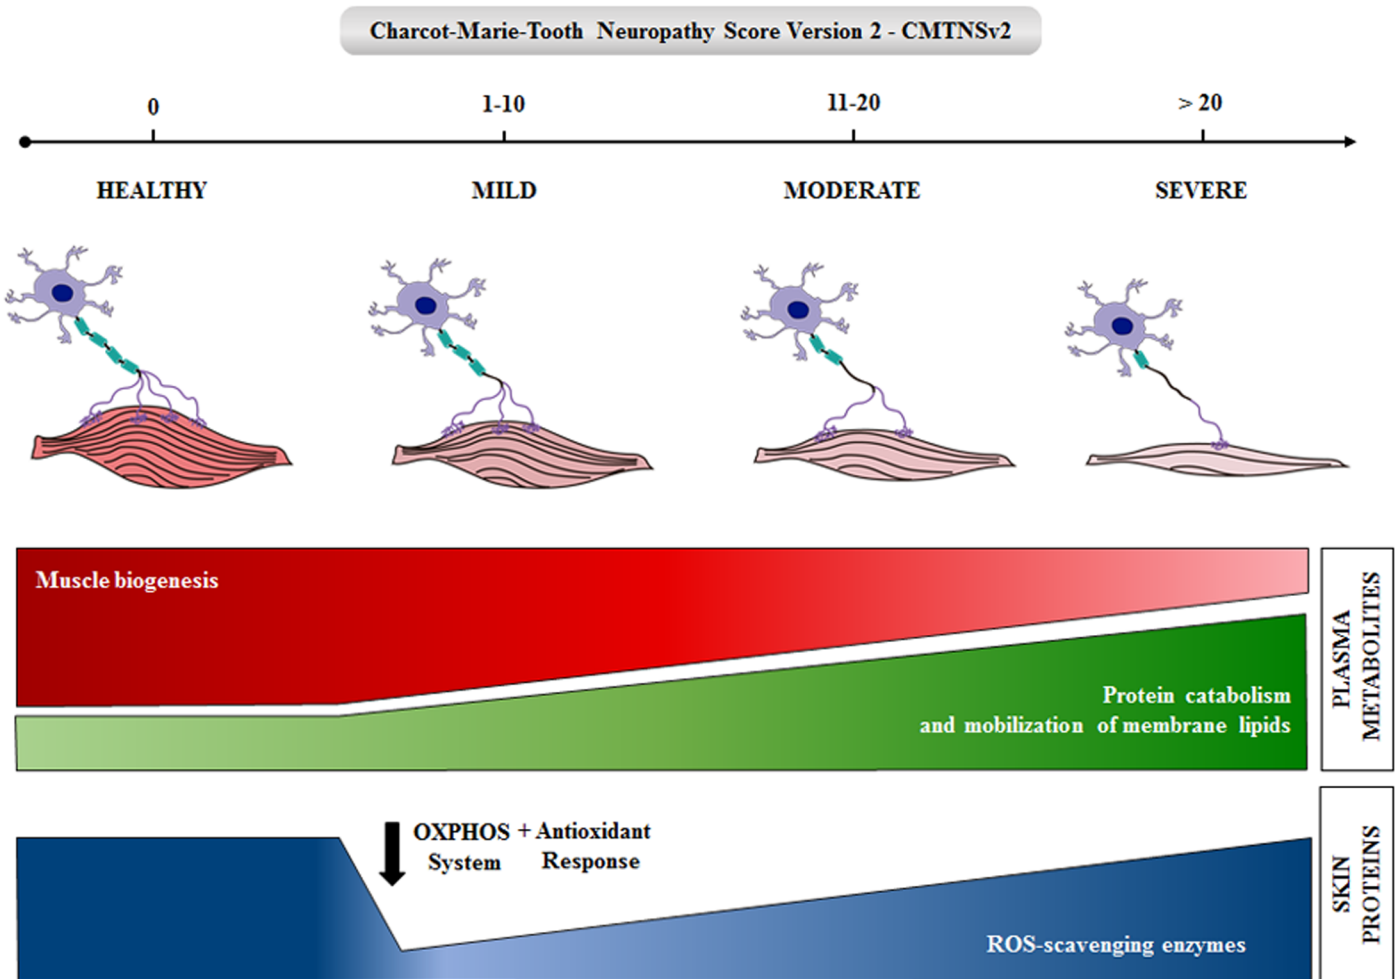 Charcot-Marie-Tooth Neuropathy Score Version 2 - CMTNSv2
0
1-10
11-20
> 20
HEALTHY
MILD
MODERATE
SEVERE
Muscle biogenesis
Protein catabolism
and mobilization of membrane lipids
PLASMA
METABOLITES
OXPHOS + Antioxidant
System Response
ROS-scavenging enzymes
SKIN
PROTEINS